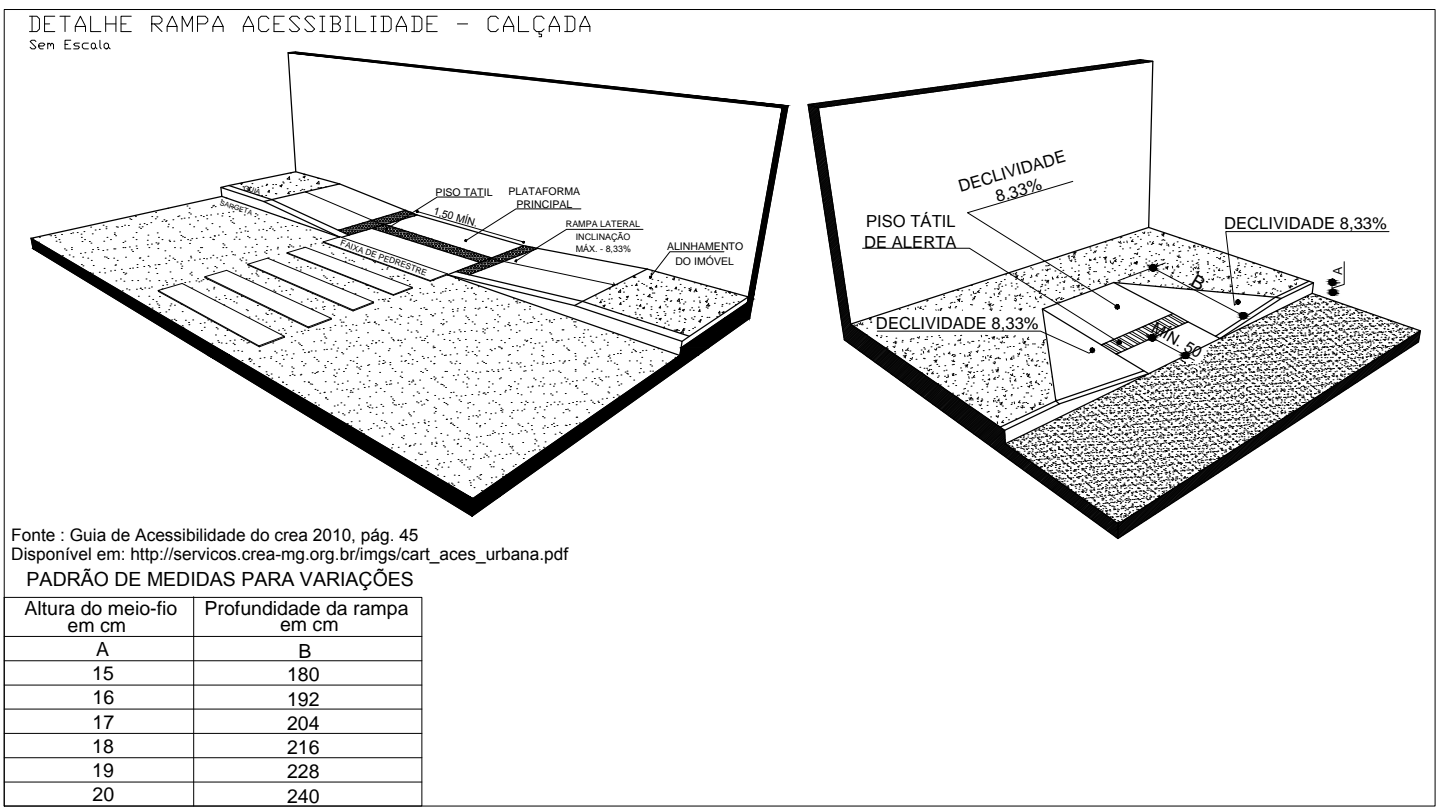 DETALHE RAMPA ACESSIBILIDADE - CALÇADA
Sem Escala
GUIA
SARGETA
PISO TATIL
1,50 MÍN
PLATAFORMA
PRINCIPAL
RAMPA LATERAL
INCLINAÇÃO
MÁX. - 8,33%
FAIXA DE PEDRESTRE
ALINHAMENTO
DO IMÓVEL
DECLIVIDADE
8,33%
PISO TÁTIL
DE ALERTA
DECLIVIDADE 8,33%
A
B
DECLIVIDADE 8,33%
MIN. 50
Fonte : Guia de Acessibilidade do crea 2010, pág. 45
Disponível em: http://servicos.crea-mg.org.br/imgs/cart_aces_urbana.pdf
PADRÃO DE MEDIDAS PARA VARIAÇÕES
Altura do meio-fio Profundidade da rampa
em cm em cm
A B
15 180
16 192
17 204
18 216
19 228
20 240